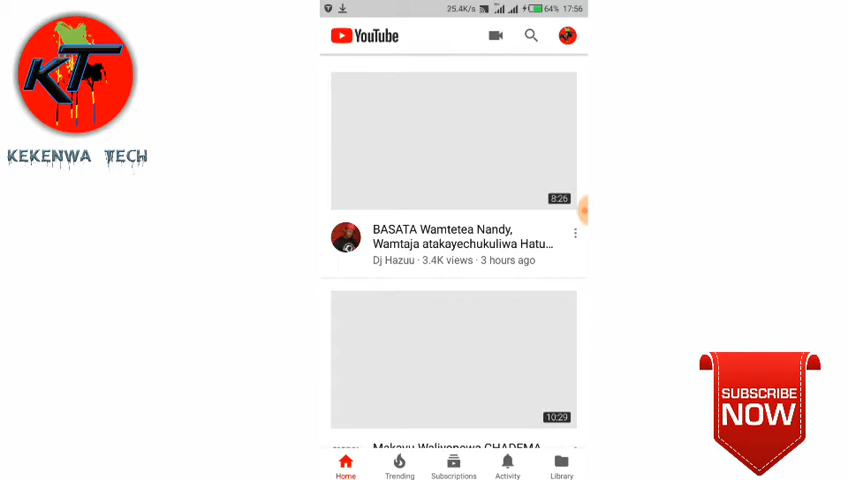 25.4K/s 64% 17:56
KT
YouTube
KEKENWA TECH
8:26
BASATA Wamtetea Nandy,
Wamtaja atakayechukuliwa Hatu...
Dj Hazuu · 3.4K views · 3 hours ago
10:29
SUBSCRIBE
NOW
Home Trending Subscriptions Activity Library